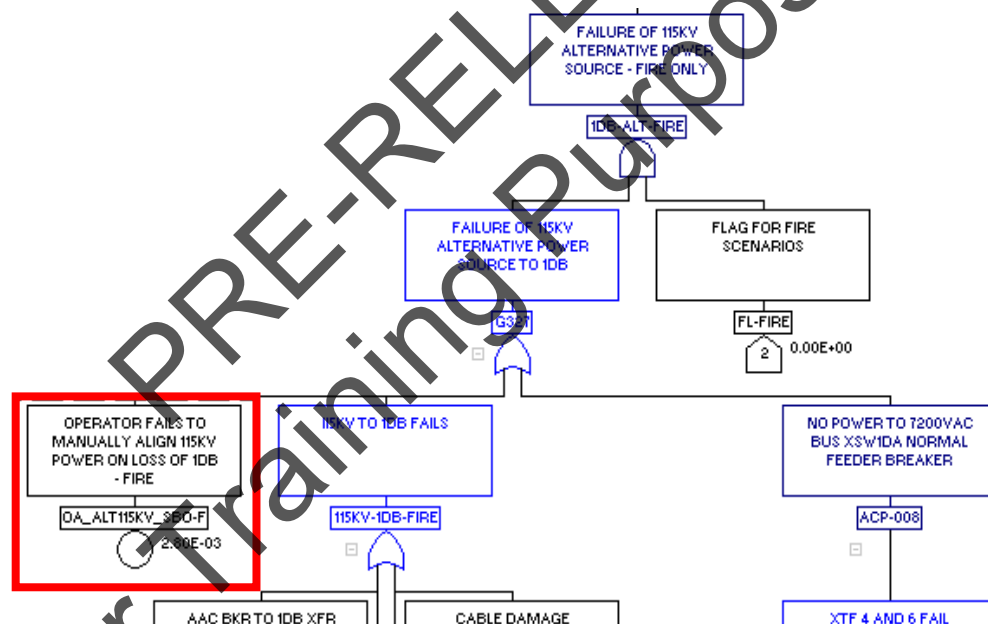 FAILURE OF 115KV
ALTERNATIVE POWER
SOURCE - FIRE ONLY
1DB-ALT-FIRE
FAILURE OF 115KV
ALTERNATIVE POWER
SOURCE TO 1DB
G327
FLAG FOR FIRE
SCENARIOS
FL-FIRE
2
0.00E+00
OPERATOR FAILS TO
MANUALLY ALIGN 115KV
POWER ON LOSS OF 1DB
- FIRE
OA_ALT115KV_SBO-F
2.80E-03
115KV TO 1DB FAILS
115KV-1DB-FIRE
NO POWER TO 7200VAC
BUS XSW1DA NORMAL
FEEDER BREAKER
ACP-008
AAC BKR TO 1DB XFR
CABLE DAMAGE
XTF 4 AND 6 FAIL
PRE-REL
Training Purpos